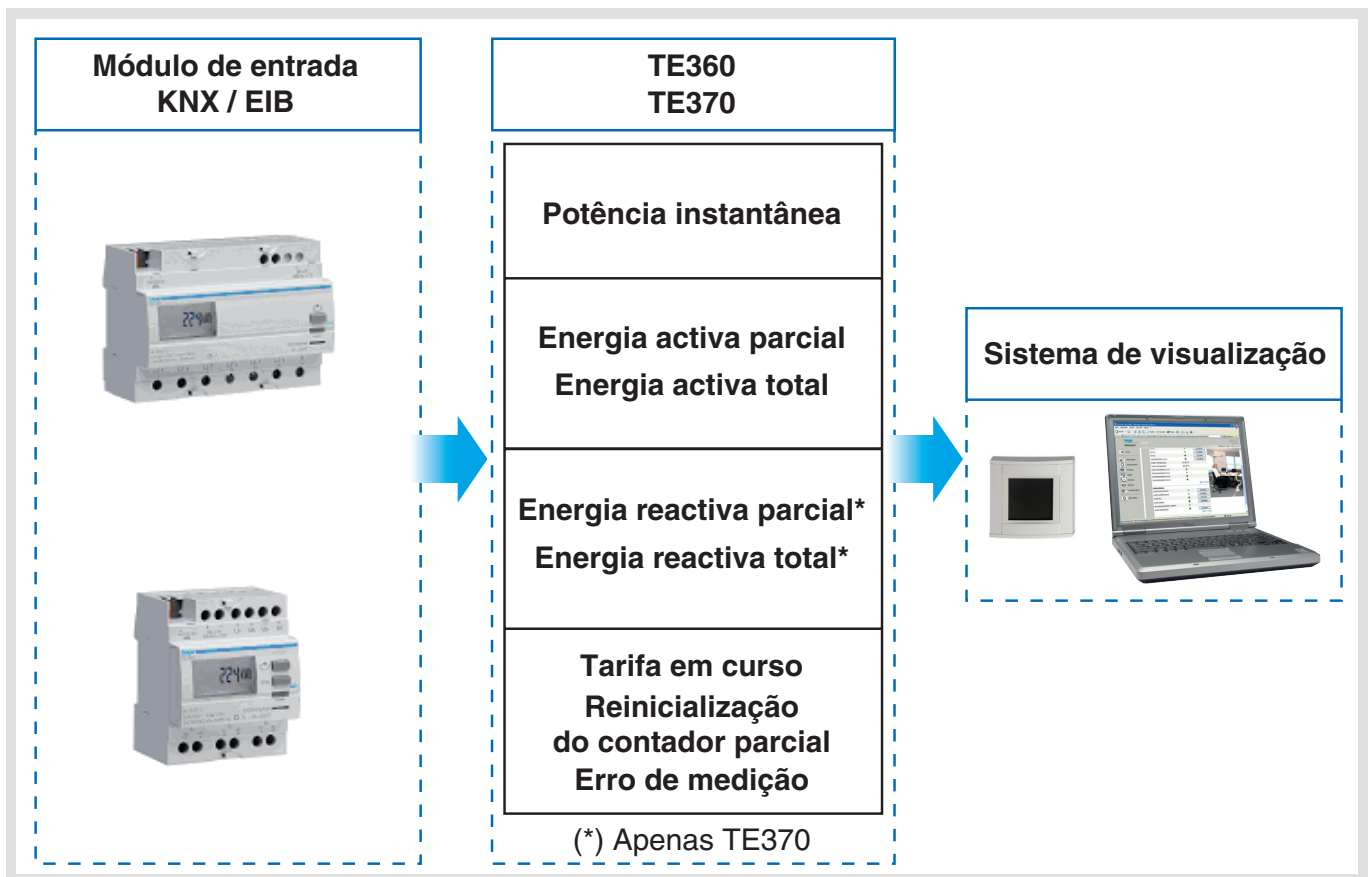 Módulo de entrada
KNX / EIB
TE360
TE370
Potência instantânea
Energia activa parcial
Energia activa total
Energia reactiva parcial*
Energia reactiva total*
Tarifa em curso
Reinicialização
do contador parcial
Erro de medição
(*) Apenas TE370
Sistema de visualização